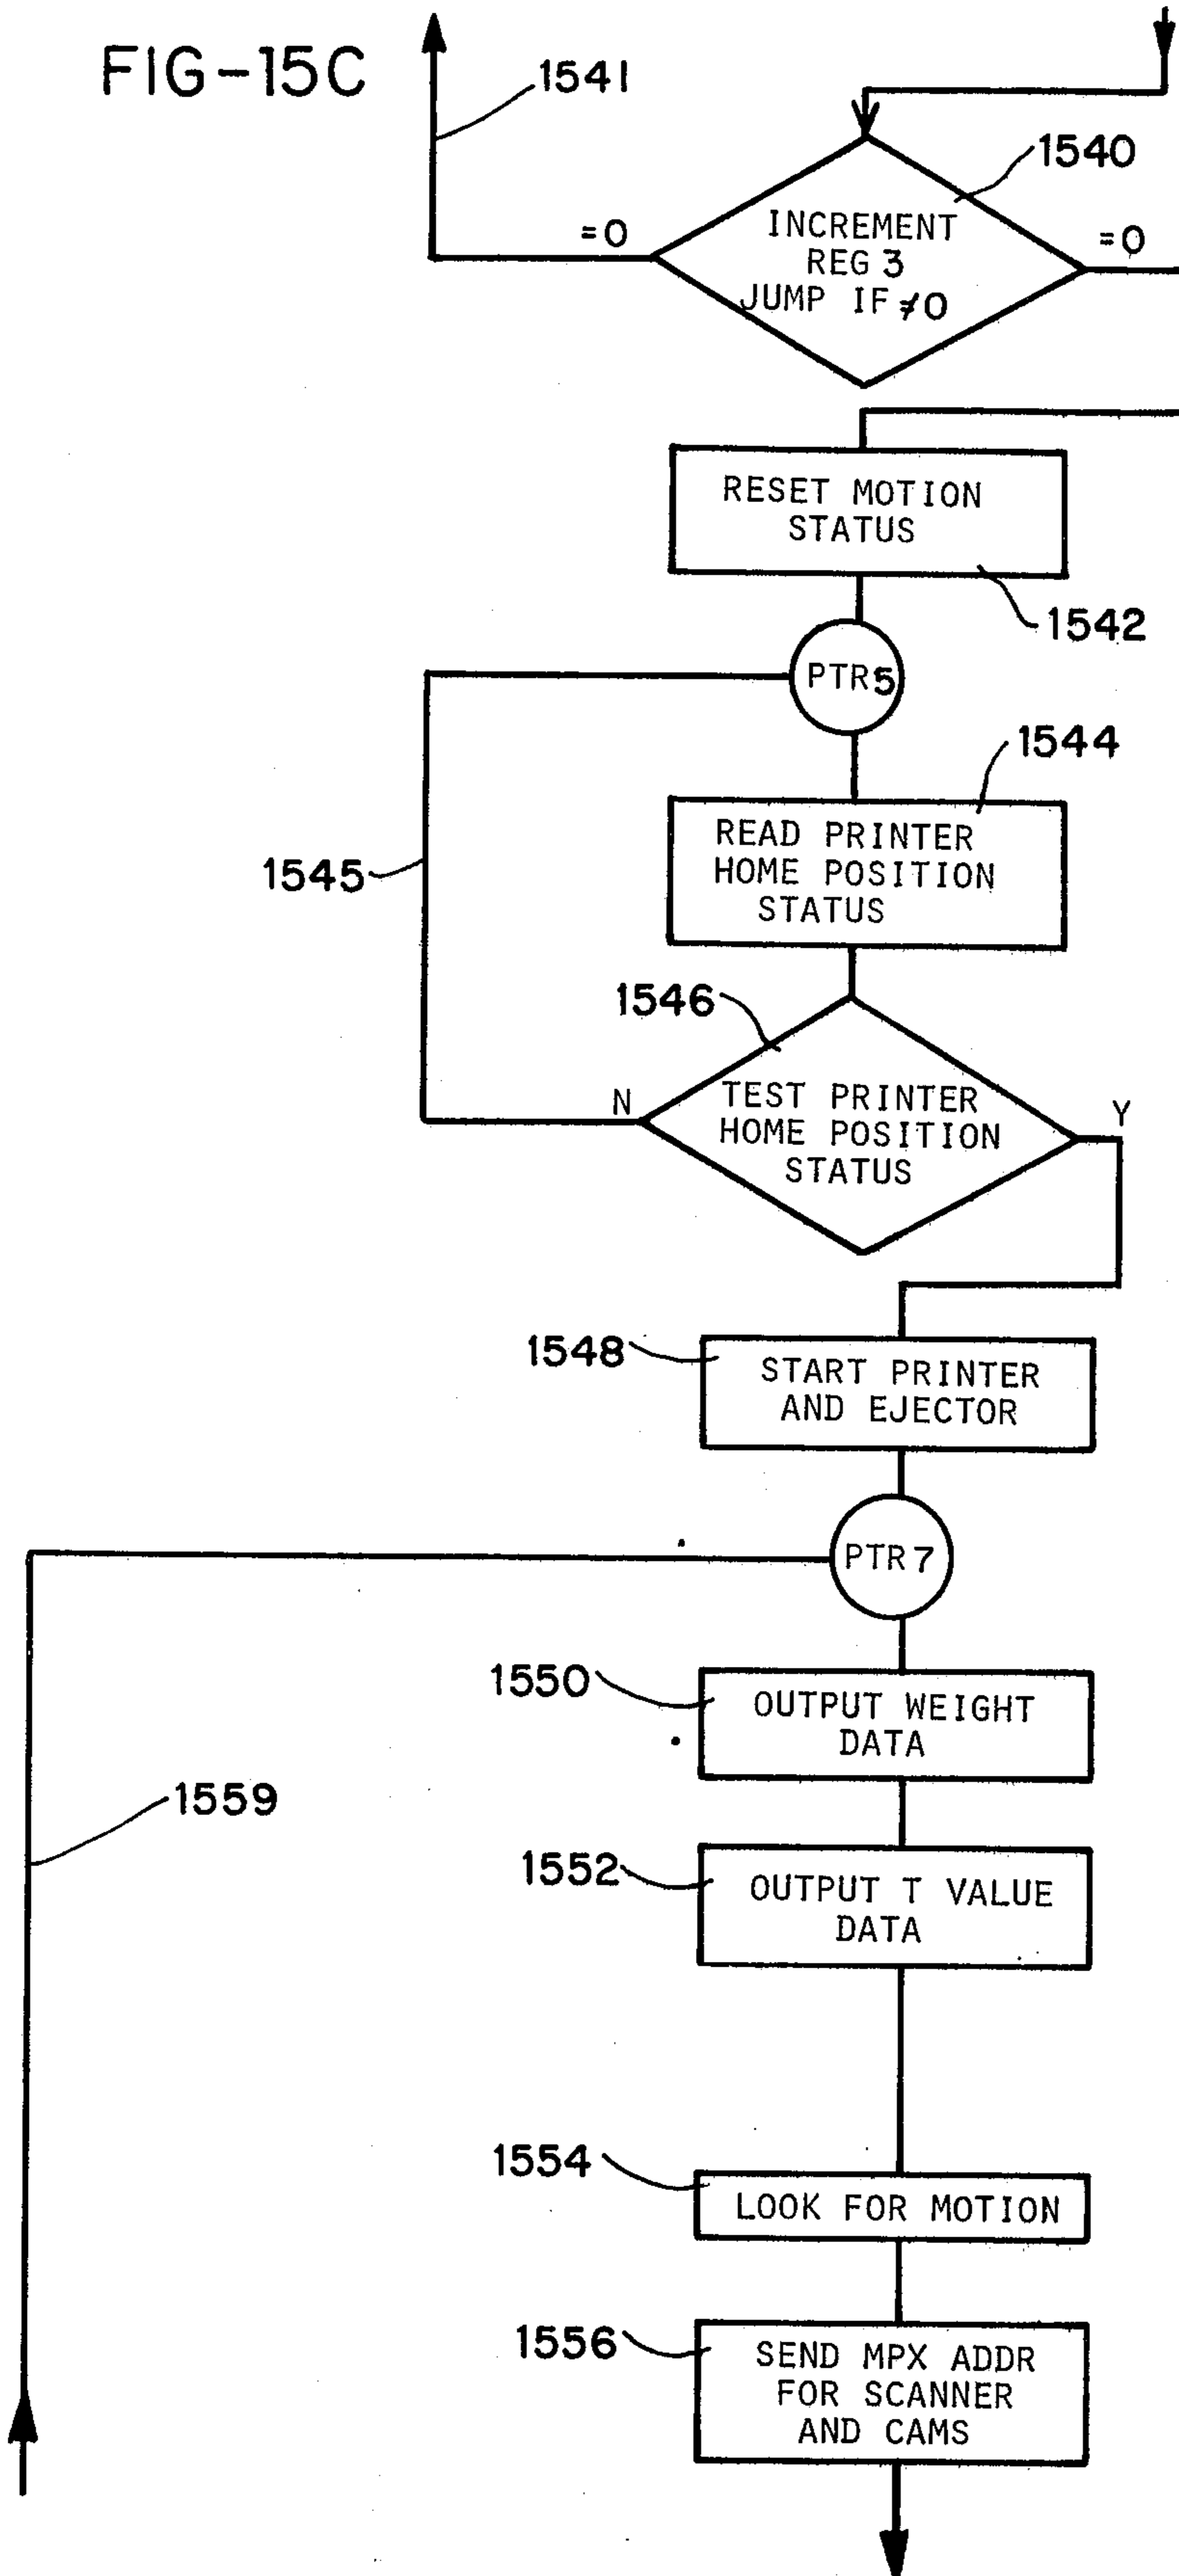 FIG-15C
1541
1540
=0
INCREMENT
REG 3
JUMP IF ≠0
=0
RESET MOTION
STATUS
1542
PTR5
1544
READ PRINTER
HOME POSITION
STATUS
1545
1546
N
TEST PRINTER
HOME POSITION
STATUS
Y
1548
START PRINTER
AND EJECTOR
PTR7
1550
OUTPUT WEIGHT
DATA
1559
1552
OUTPUT T VALUE
DATA
1554
LOOK FOR MOTION
1556
SEND MPX ADDR
FOR SCANNER
AND CAMS